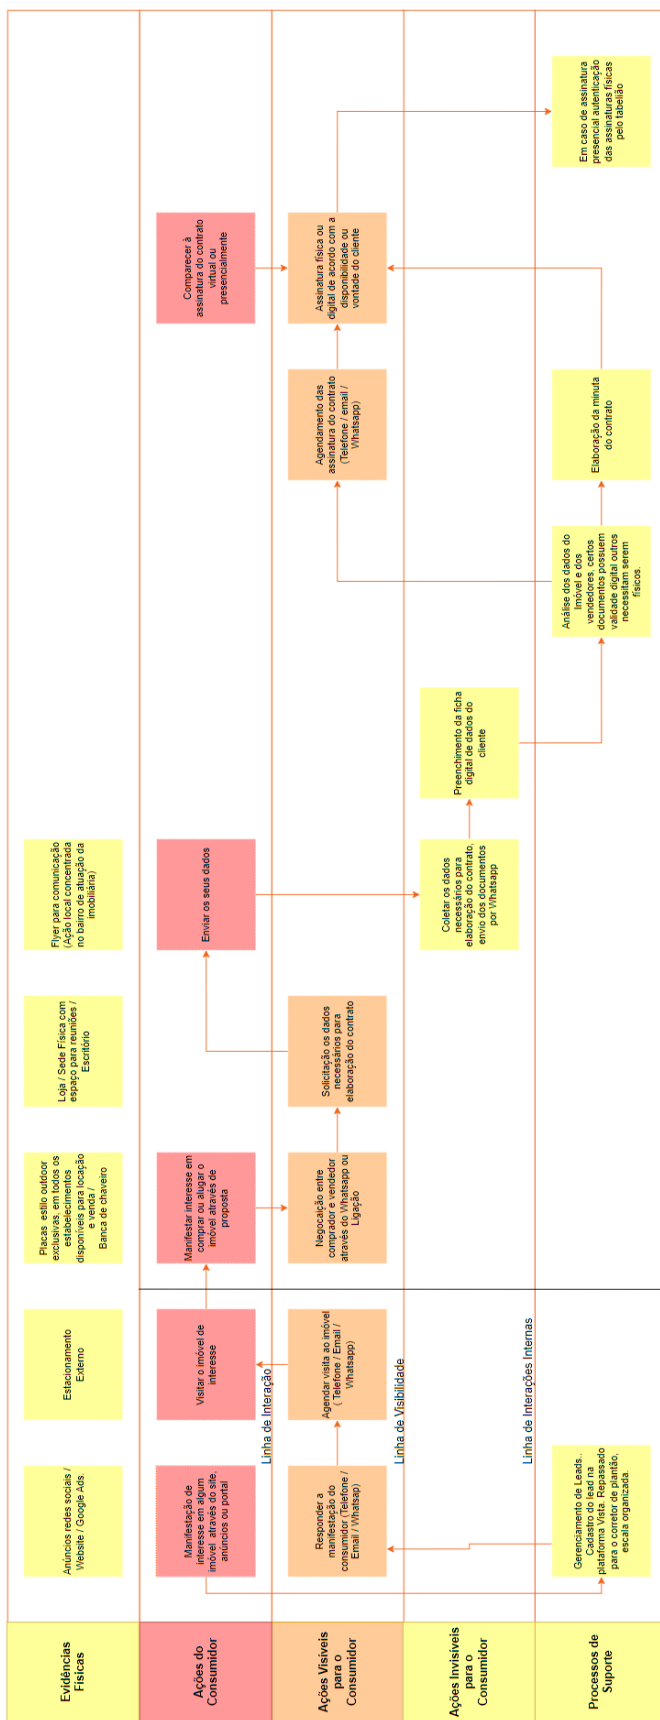 Evidências
Físicas
Anúncios redes sociais /
Website / Google Ads.
Estacionamento
Externo
Placas estilo outdoor
exclusivas, em todos os
estabelecimentos
disponíveis para locação
e venda /
Banca de chaveiro
Loja / Sede Física com
espaço para reuniões /
Escritório
Flyer para comunicação
(Ação local concentrada
no bairro de atuação da
imobiliária)
Ações do
Consumidor
Manifestação de
interesse em algum
imóvel através do site,
anúncios ou portal
Visitar o imóvel de
interesse
Manifestar interesse em
comprar ou alugar o
imóvel através de
proposta
Enviar os seus dados
Comparecer à
assinatura do contrato
virtual ou
presencialmente
Linha de Interação
Ações Visíveis
para o
Consumidor
Responder a
manifestação do
consumidor (Telefone /
Email / Whatsap)
Agendar visita ao imóvel
( Telefone / Email /
Whatsapp)
Negocaição entre
comprador e vendedor
através do Whatsapp ou
Ligação
Solicitação os dados
necessários para
elaboração do contrato
Agendamento das
assinatura do contrato
(Telefone / email /
Whatsapp)
Assinatura física ou
digital de acordo com a
disponibilidade ou
vontade do cliente
Linha de Visibilidade
Ações Invisíveis
para o
Consumidor
Coletar os dados
necessários para
elaboração do contrato,
envio dos documentos
por Whatsapp
Preenchimento da ficha
digital de dados do
cliente
Linha de Interações Internas
Processos de
Suporte
Gerenciamento de Leads..
Cadastro do lead na
plataforma Vista. Repassado
para o corretor de plantão,
escala organizada.
Análise dos dados do
Imóvel e dos
vendedores, certos
documentos possuem
validade digital outros
necessitam serem
físicos.
Elaboração da minuta
do contrato
Em caso de assinatura
presencial autenticação
das assinaturas físicas
pelo tabelião